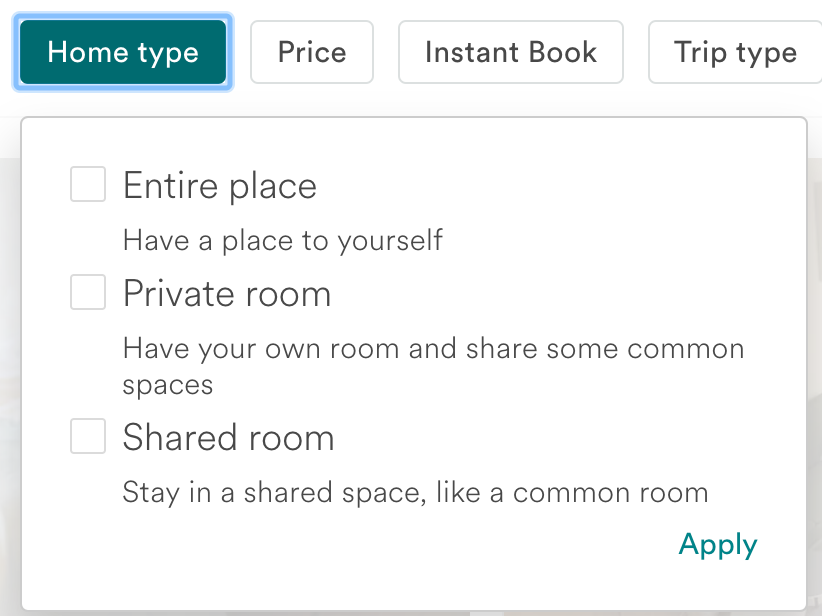 Home type
Price
Instant Book
Trip type
Entire place
Have a place to yourself
Private room
Have your own room and share some common
spaces
Shared room
Stay in a shared space, like a common room
Apply